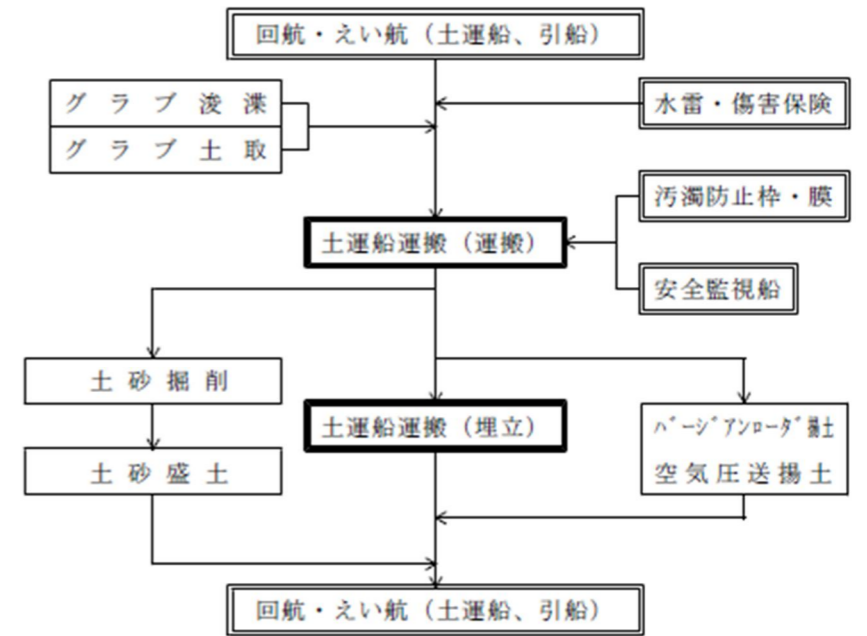 回航・えい航（土運船、引船）
グラブ浚渫
グラブ土取
水雷・傷害保険
汚濁防止枠・膜
土運船運搬（運搬）
安全監視船
土砂掘削
土運船運搬（埋立）
バージアンローダ揚土
土砂盛土
空気圧送揚土
回航・えい航（土運船、引船）